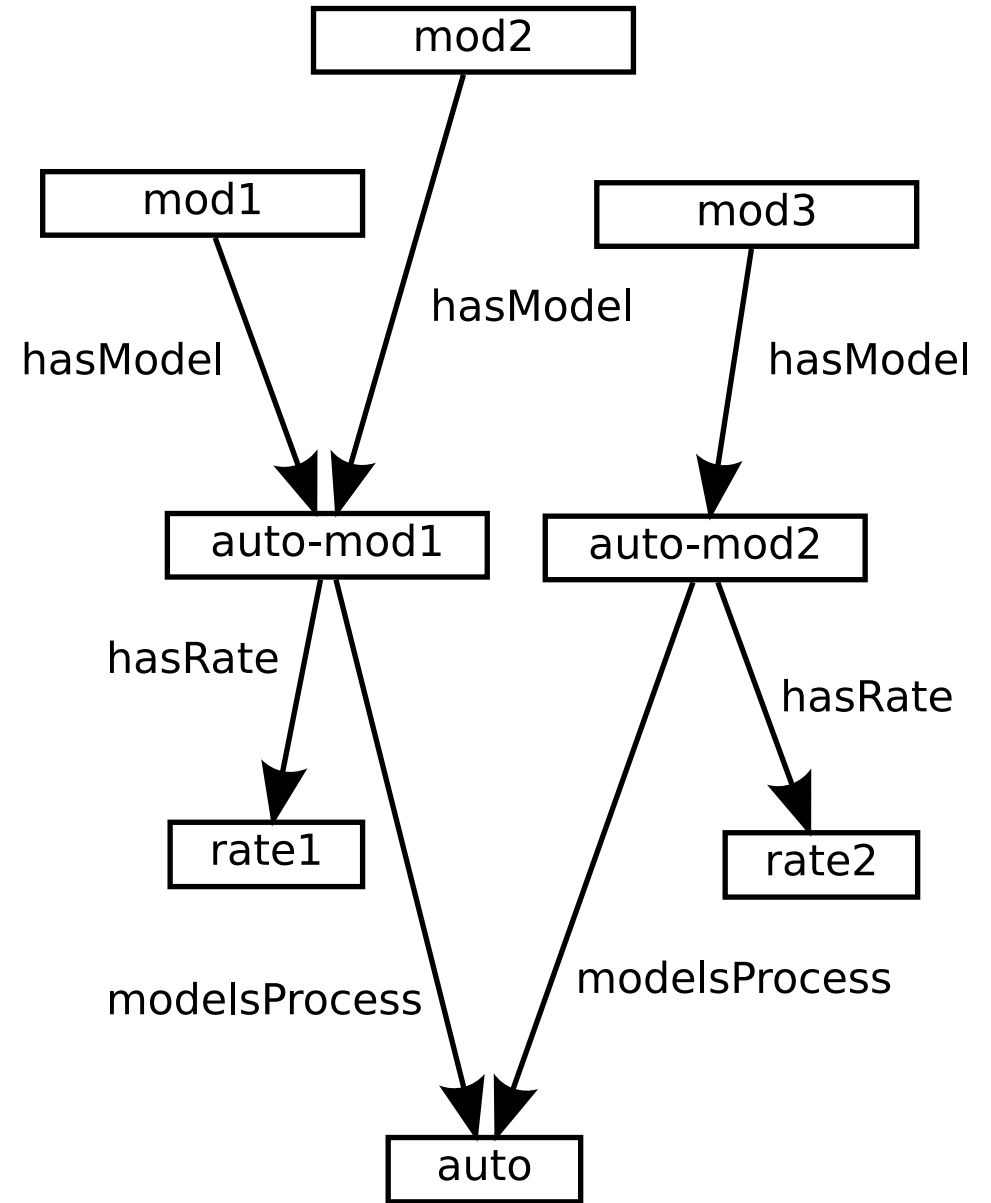 mod2
mod1
mod3
hasModel
hasModel
hasModel
auto-mod1
auto-mod2
hasRate
hasRate
rate1
rate2
modelsProcess
modelsProcess
auto